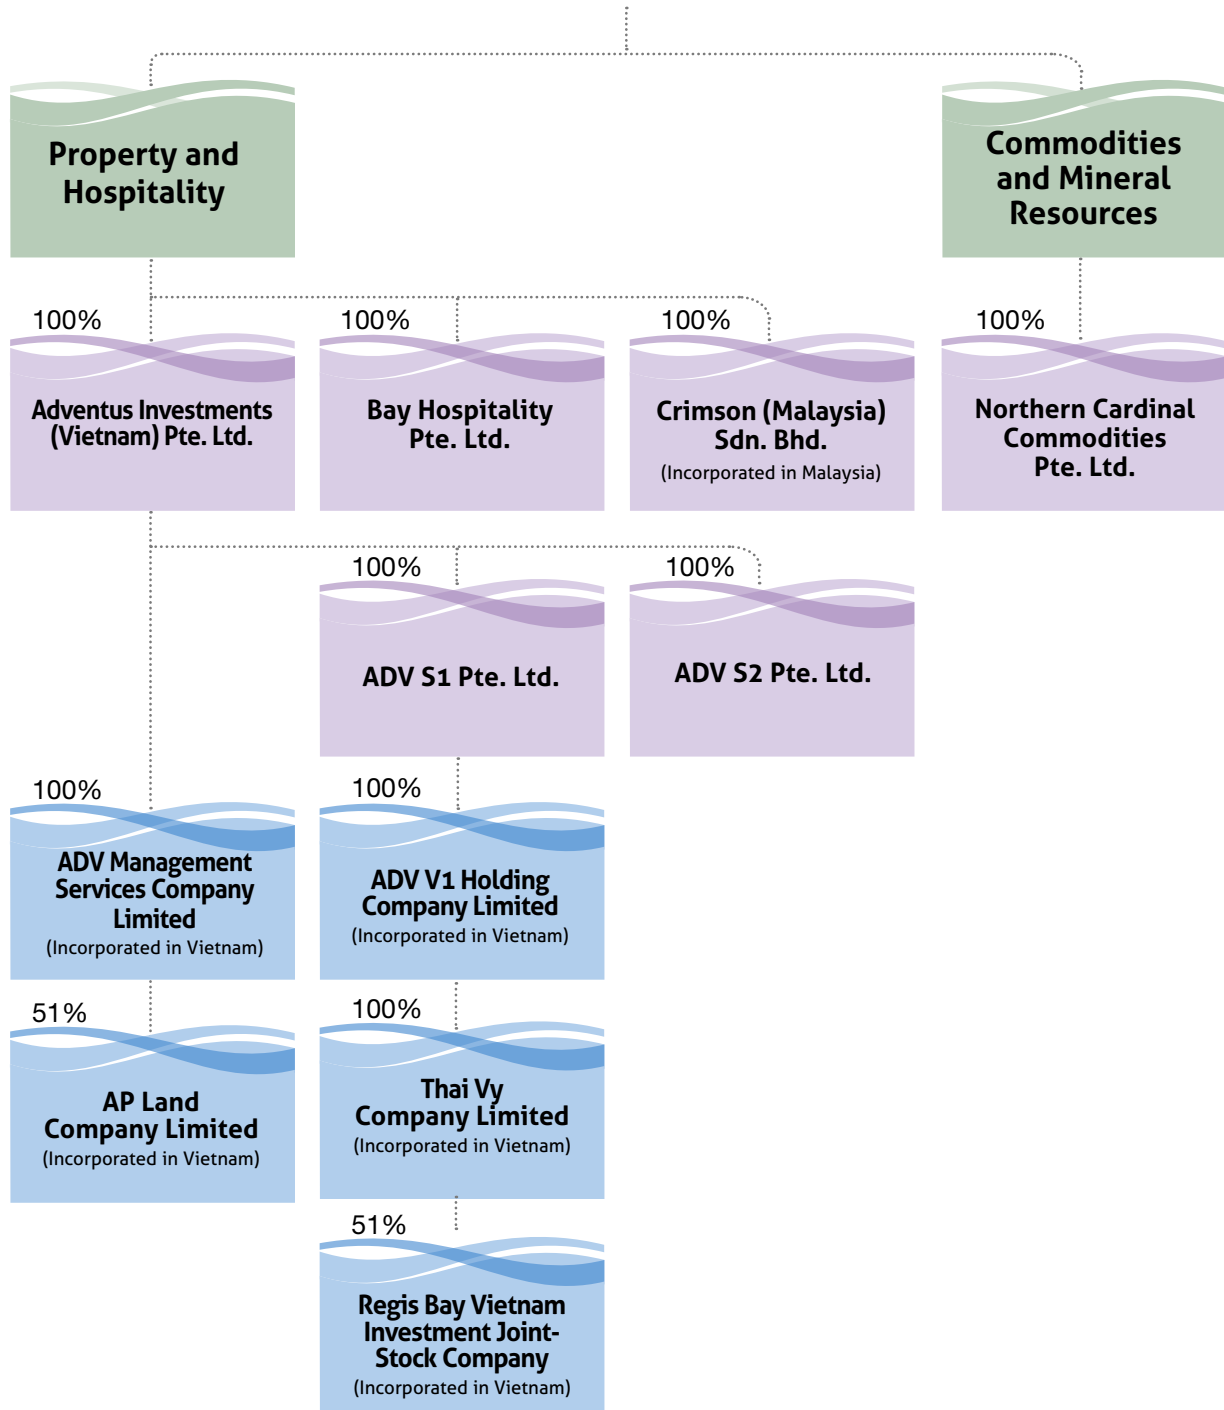 Property and
Hospitality
Commodities
and Mineral
Resources
100%
Adventus Investments
(Vietnam) Pte. Ltd.
100%
Bay Hospitality
Pte. Ltd.
100%
Crimson (Malaysia)
Sdn. Bhd.
(Incorporated in Malaysia)
100%
Northern Cardinal
Commodities
Pte. Ltd.
100%
ADV S1 Pte. Ltd.
100%
ADV S2 Pte. Ltd.
100%
ADV Management
Services Company
Limited
(Incorporated in Vietnam)
100%
ADV V1 Holding
Company Limited
(Incorporated in Vietnam)
51%
AP Land
Company Limited
(Incorporated in Vietnam)
100%
Thai Vy
Company Limited
(Incorporated in Vietnam)
51%
Regis Bay Vietnam
Investment Joint-
Stock Company
(Incorporated in Vietnam)